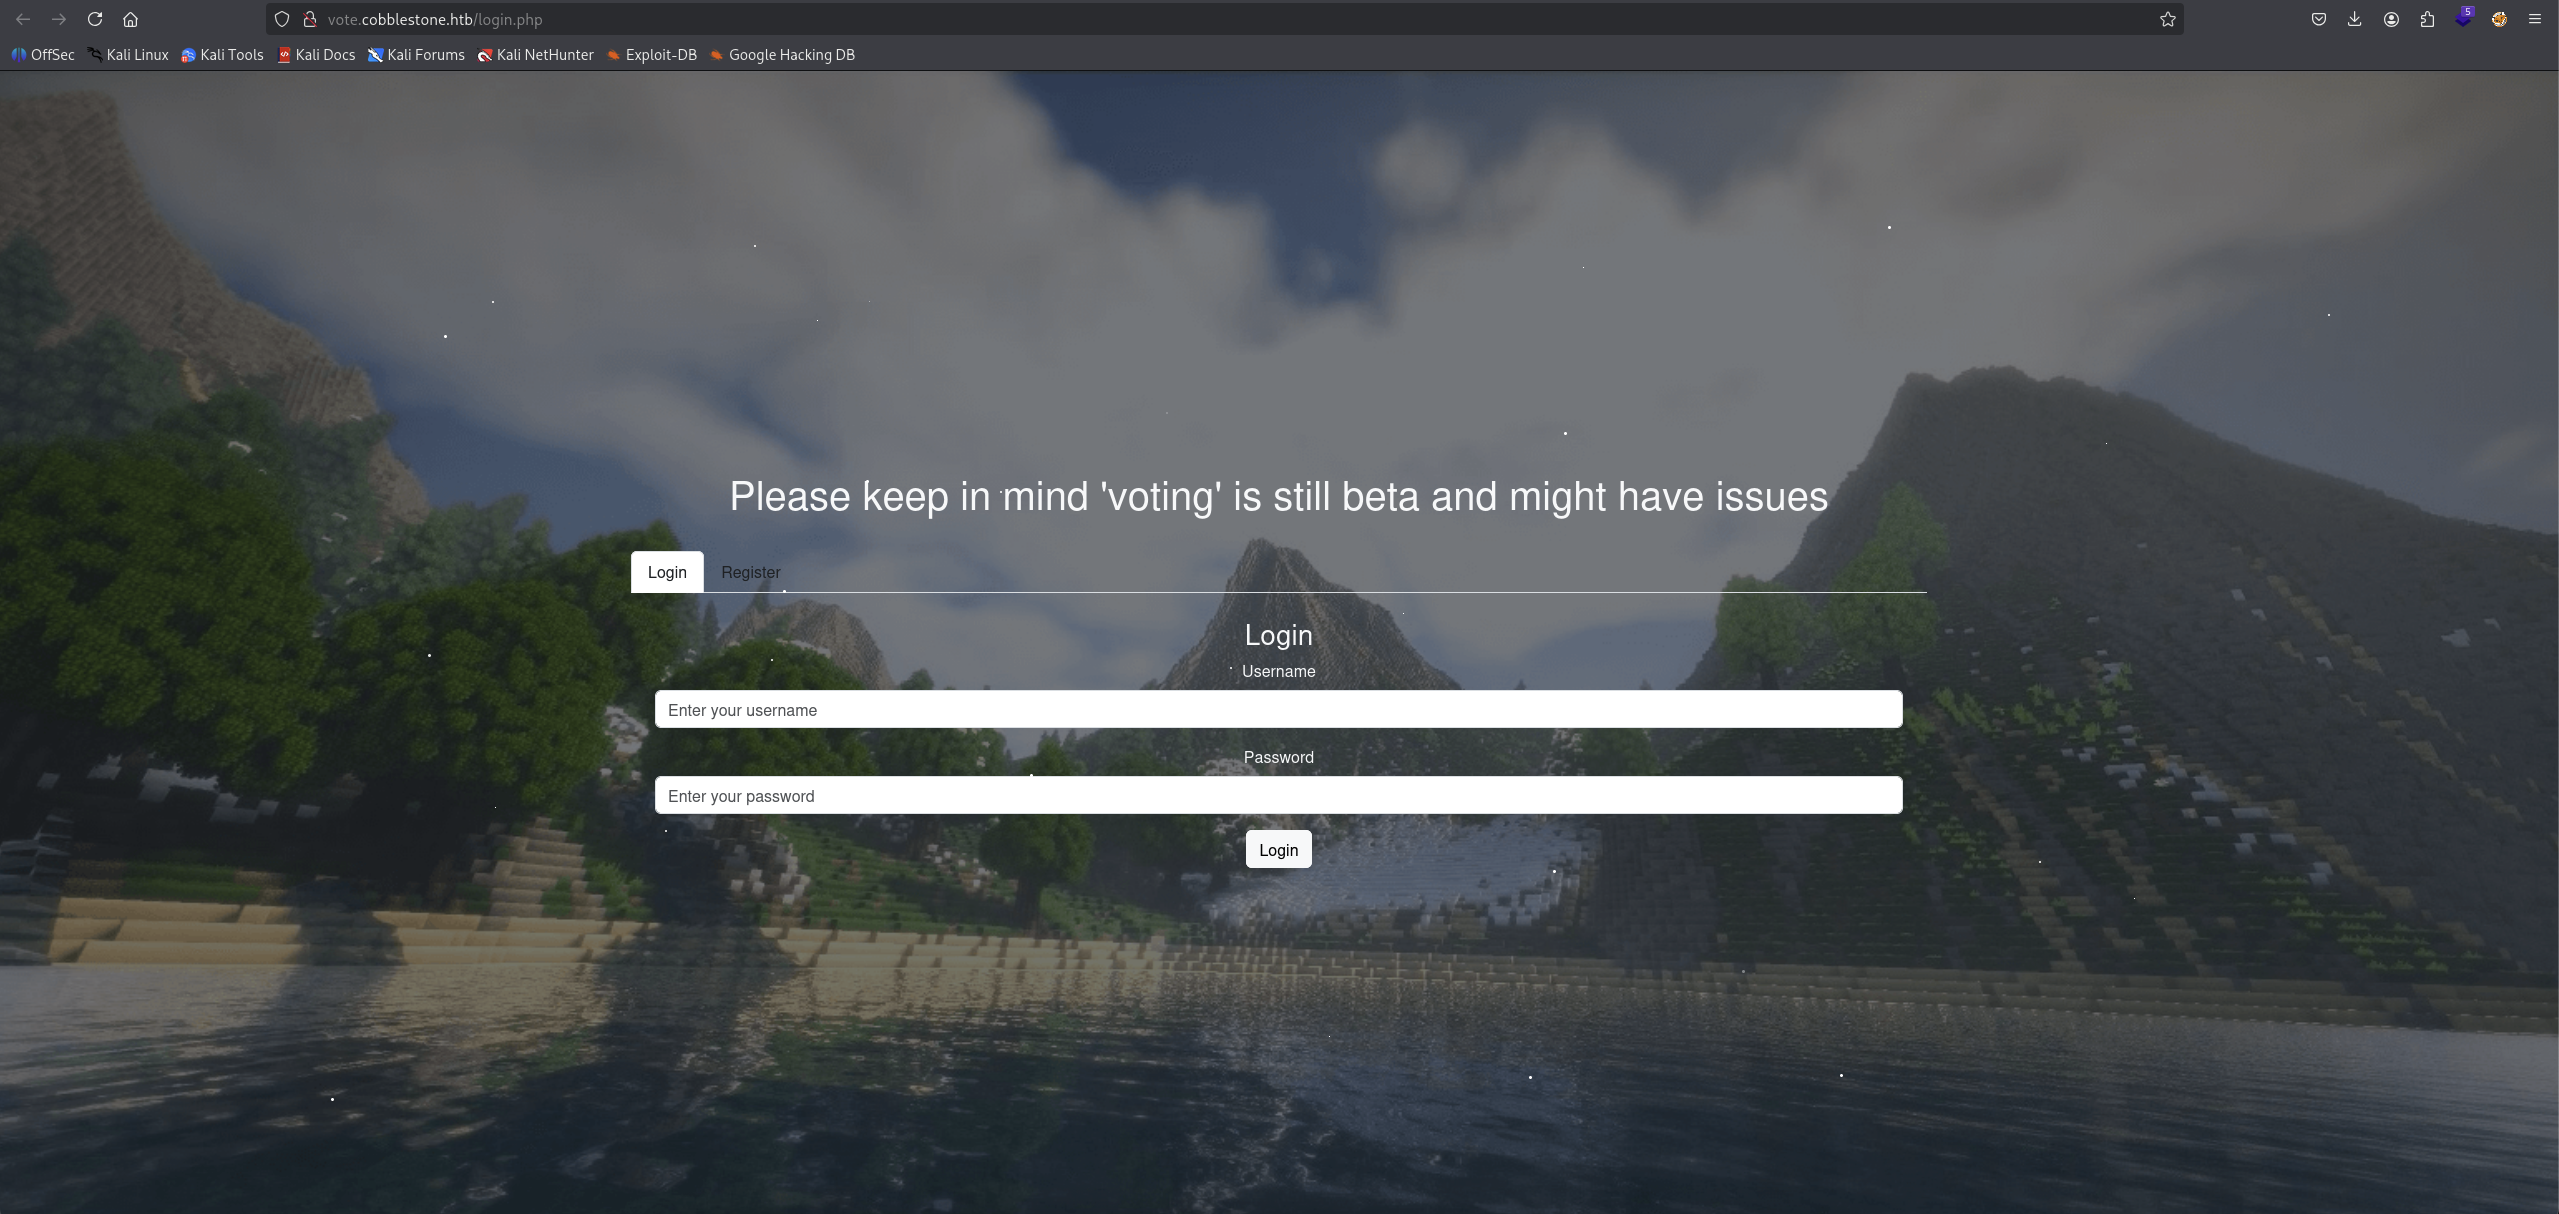 vote.cobblestone.htb/login.php
5
OffSec Kali Linux Kali Tools Kali Docs Kali Forums Kali NetHunter Exploit-DB Google Hacking DB
Please keep in mind 'voting' is still beta and might have issues
Login Register
Login
Username
Enter your username
Password
Enter your password
Login